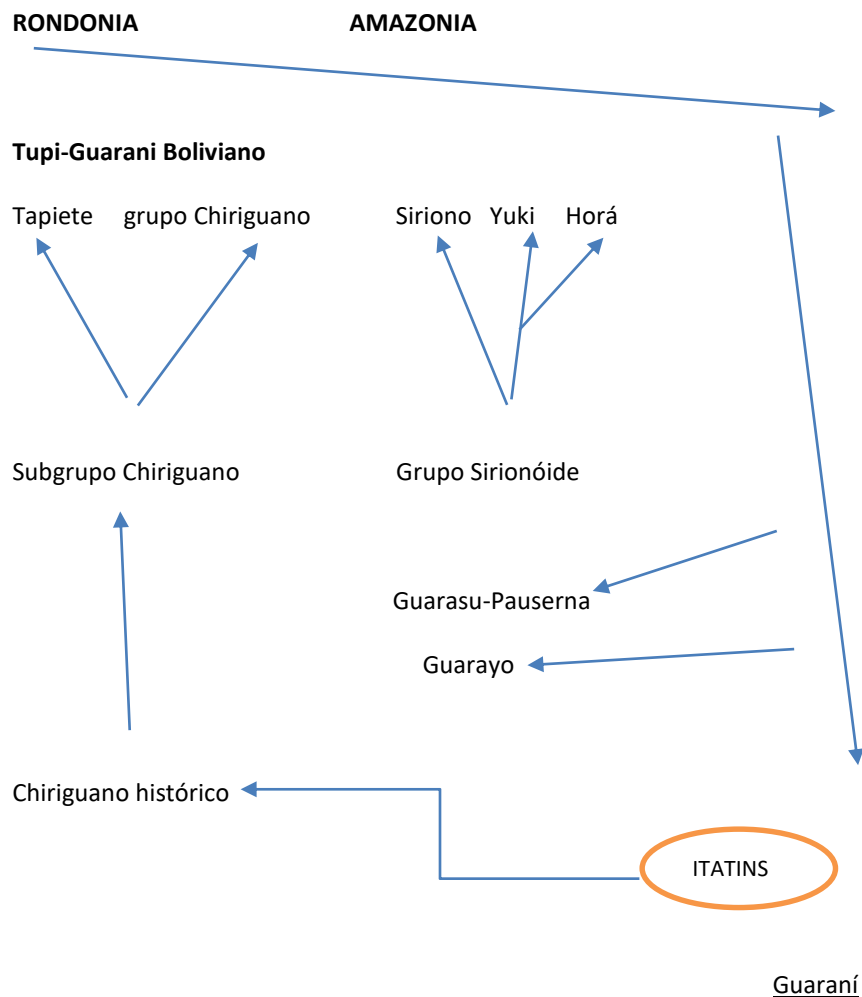 RONDONIA AMAZONIA
Tupi-Guarani Boliviano
Tapiete grupo Chiriguano Siriono Yuki Horá
Subgrupo Chiriguano Grupo Sirionóide
Guarasu-Pauserna
Guarayo
Chiriguano histórico
ITATINS
Guaraní